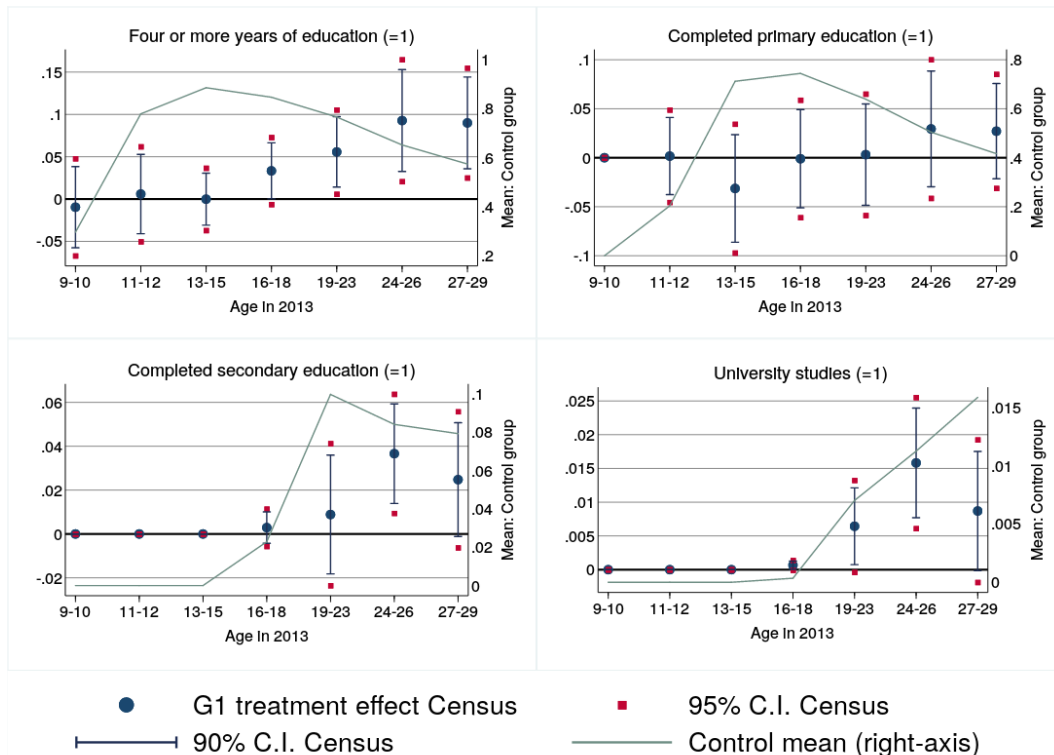 Four or more years of education (=1)
.15
.1
.05
0
-.05
1
.8
.6
.4
.2
Mean: Control group
9-10 11-12 13-15 16-18 19-23 24-26 27-29
Age in 2013
Completed primary education (=1)
.1
.05
0
-.05
-.1
.8
.6
.4
.2
0
Mean: Control group
9-10 11-12 13-15 16-18 19-23 24-26 27-29
Age in 2013
Completed secondary education (=1)
.06
.04
.02
0
-.02
.1
.08
.06
.04
.02
0
Mean: Control group
9-10 11-12 13-15 16-18 19-23 24-26 27-29
Age in 2013
University studies (=1)
.025
.02
.015
.01
.005
0
.015
.01
.005
0
Mean: Control group
9-10 11-12 13-15 16-18 19-23 24-26 27-29
Age in 2013
G1 treatment effect Census
95% C.I. Census
90% C.I. Census
Control mean (right-axis)